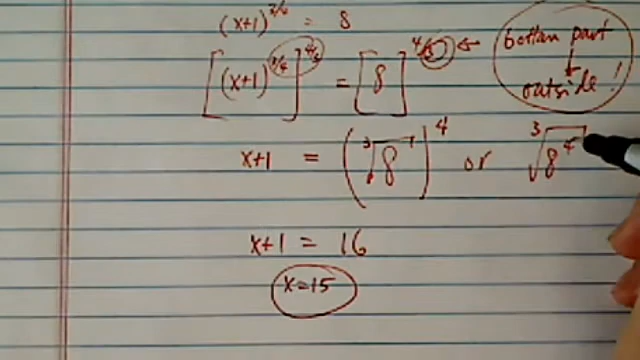 (x+1)^3/4 = 8
[(x+1)^3/4]^4/3 = [8]^4/3 ← bottom part ↓ outside!
x+1 = (∛8)^4 or ∛8^4
x+1 = 16
x=15